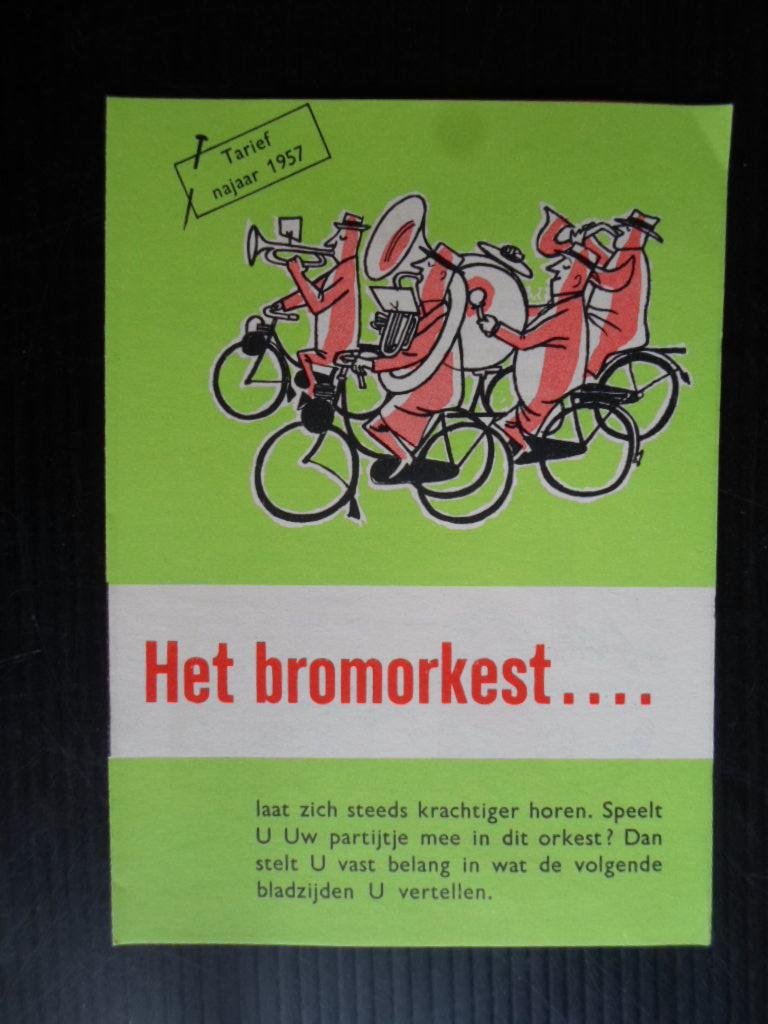 Tarief
najaar 1957
Het bromorkest....
laat zich steeds krachtiger horen. Speelt
U Uw partijtje mee in dit orkest? Dan
stelt U vast belang in wat de volgende
bladzijden U vertellen.